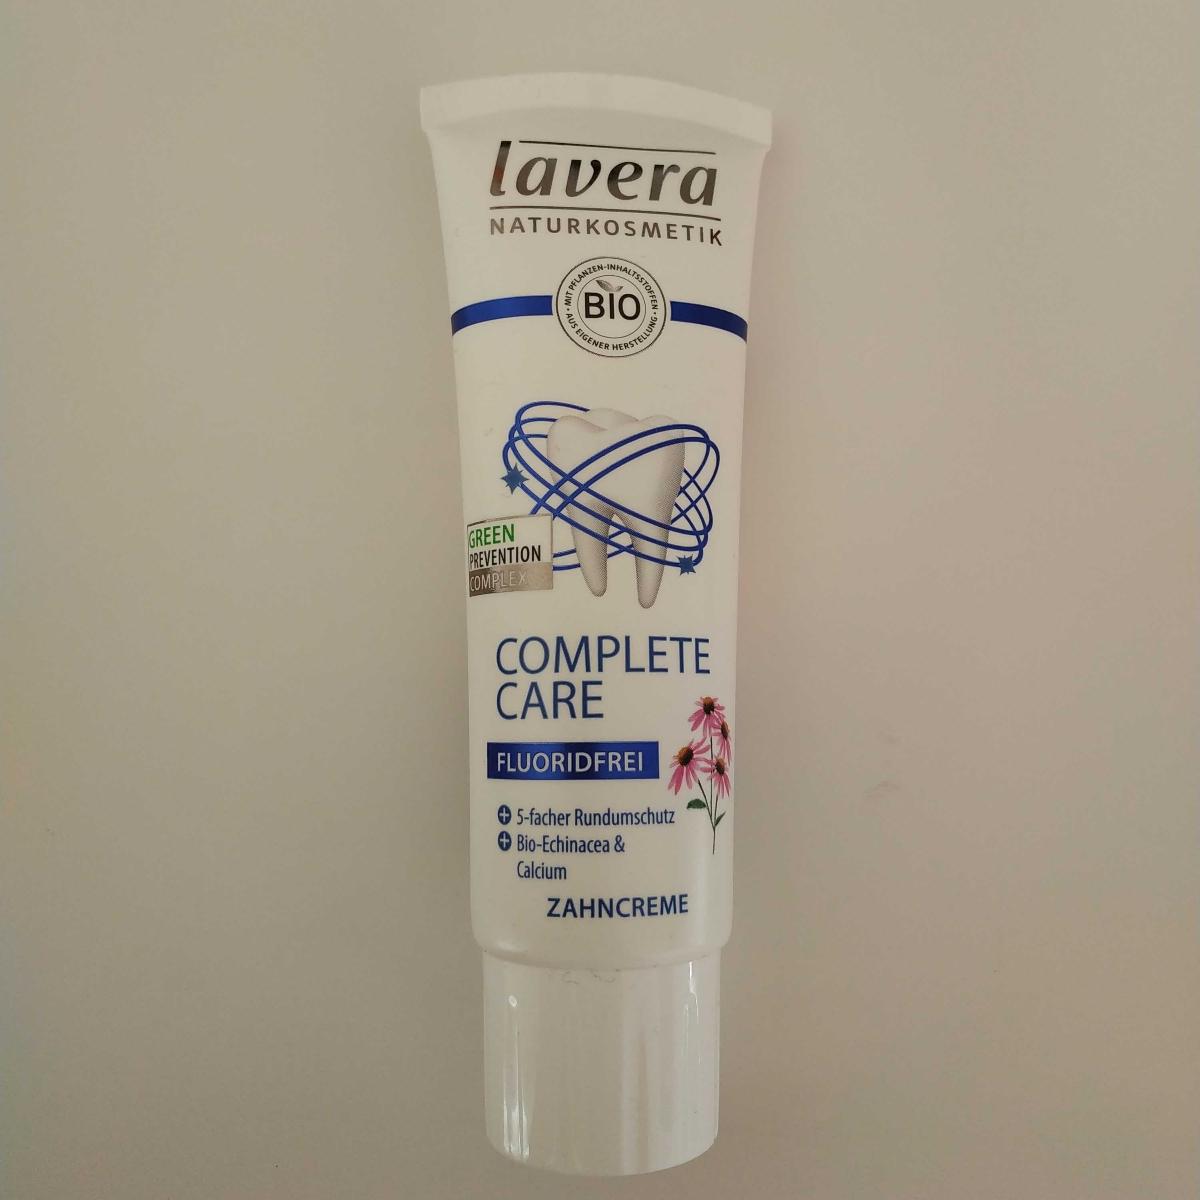 lavera
NATURKOSMETIK
MIT PFLANZEN-INHALTSSTOFFEN
BIO
AUS EIGENER HERSTELLUNG
GREEN
PREVENTION
COMPLEX
COMPLETE
CARE
FLUORIDFREI
5-facher Rundumschutz
Bio-Echinacea &
Calcium
ZAHNCREME